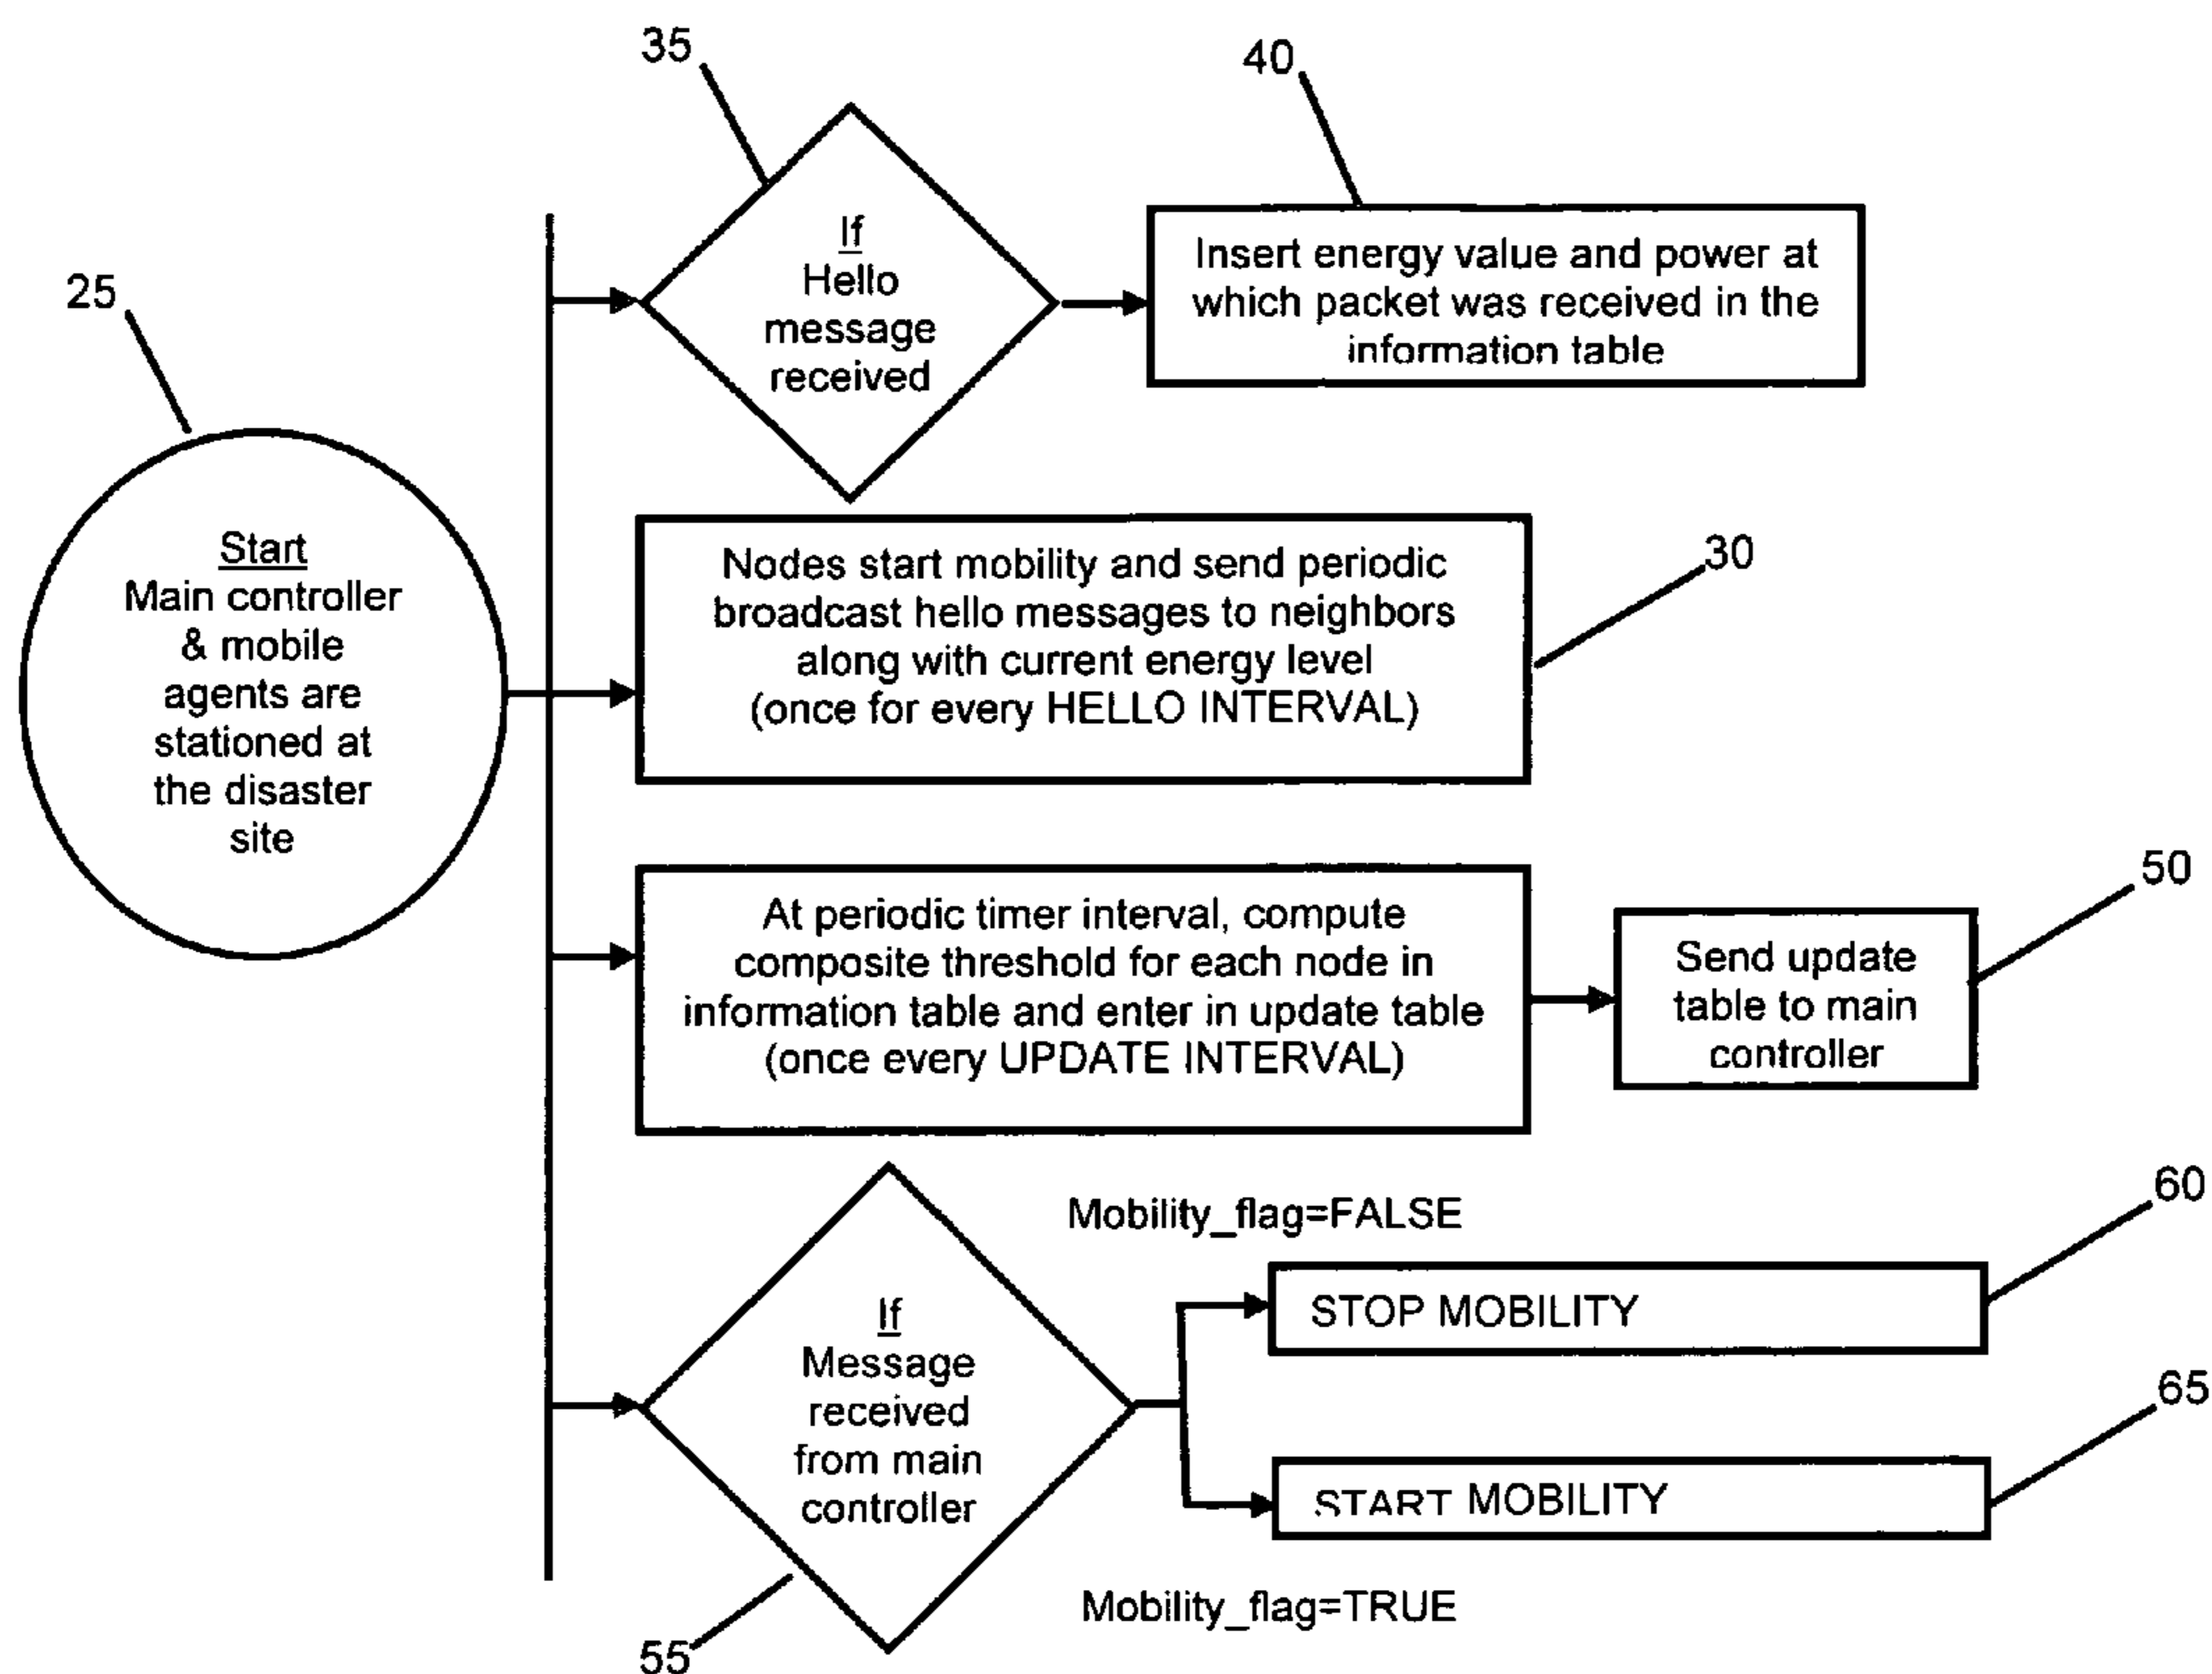 35
40
If
Hello
message
received
Insert energy value and power at
which packet was received in the
information table
25
Start
Main controller
& mobile
agents are
stationed at
the disaster
site
Nodes start mobility and send periodic
broadcast hello messages to neighbors
along with current energy level
(once for every HELLO INTERVAL)
30
At periodic timer interval, compute
composite threshold for each node in
information table and enter in update table
(once every UPDATE INTERVAL)
50
Send update
table to main
controller
If
Message
received
from main
controller
55
Mobility_flag=FALSE
60
STOP MOBILITY
65
START MOBILITY
Mobility_flag=TRUE